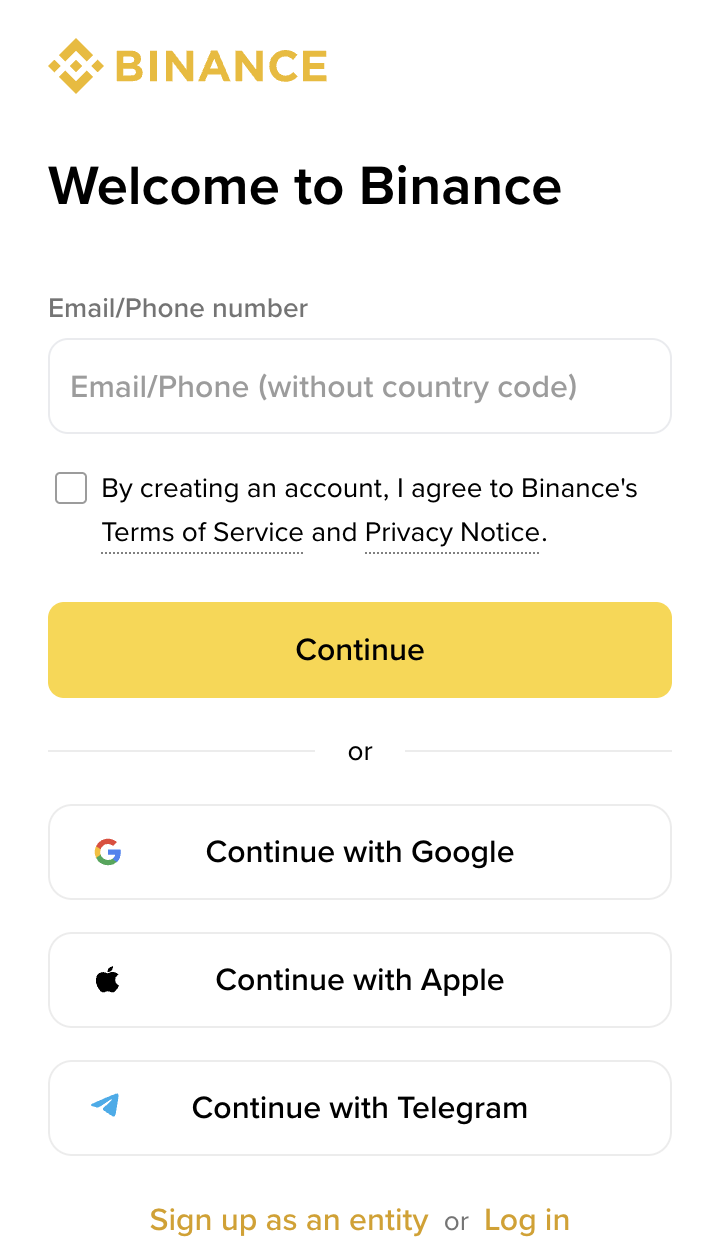 BINANCE
Welcome to Binance
Email/Phone number
Email/Phone (without country code)
By creating an account, I agree to Binance's
Terms of Service and Privacy Notice.
Continue
or
Continue with Google
Continue with Apple
Continue with Telegram
Sign up as an entity or Log in